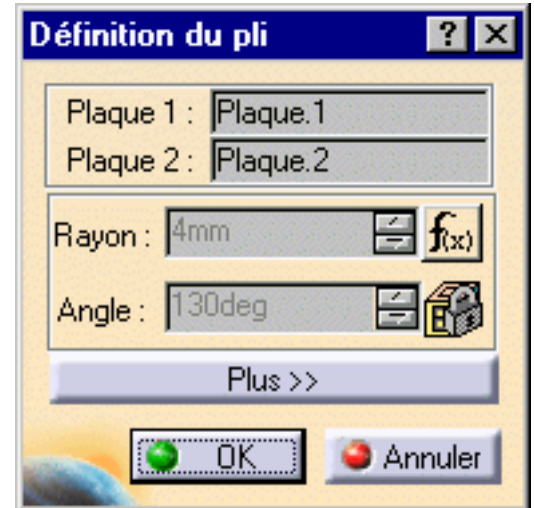 Définition du pli ? X
Plaque 1 : Plaque.1
Plaque 2 : Plaque.2
Rayon : 4mm f(x)
Angle : 130deg
Plus >>
OK Annuler